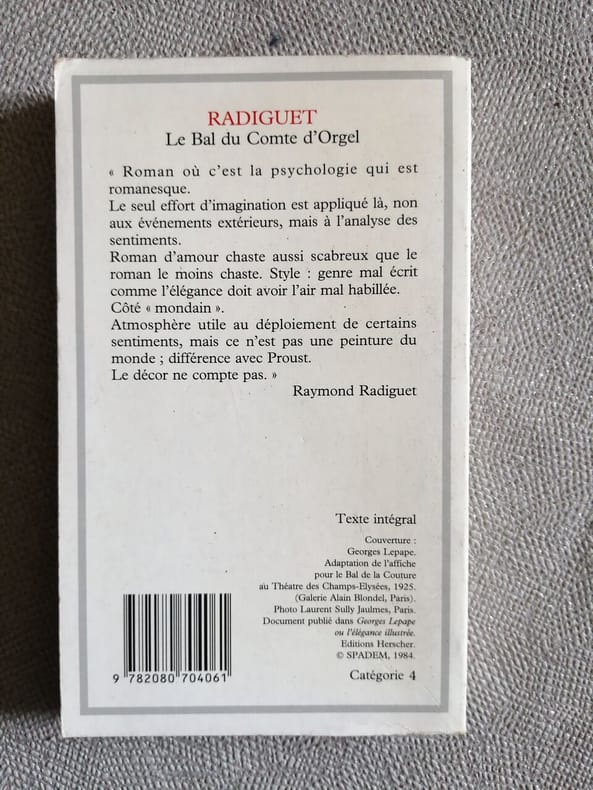 RADIGUET
Le Bal du Comte d'Orgel
« Roman où c'est la psychologie qui est
romanesque.
Le seul effort d'imagination est appliqué là, non
aux événements extérieurs, mais à l'analyse des
sentiments.
Roman d'amour chaste aussi scabreux que le
roman le moins chaste. Style : genre mal écrit
comme l'élégance doit avoir l'air mal habillée.
Côté « mondain ».
Atmosphère utile au déploiement de certains
sentiments, mais ce n'est pas une peinture du
monde ; différence avec Proust.
Le décor ne compte pas. »
Raymond Radiguet
Texte intégral
Couverture :
Georges Lepape.
Adaptation de l'affiche
pour le Bal de la Couture
au Théatre des Champs-Elysées, 1925.
(Galerie Alain Blondel, Paris).
Photo Laurent Sully Jaulmes, Paris.
Document publié dans Georges Lepape
ou l'élégance illustrée.
Editions Herscher.
© SPADEM, 1984.
Catégorie 4
9 782080 704061